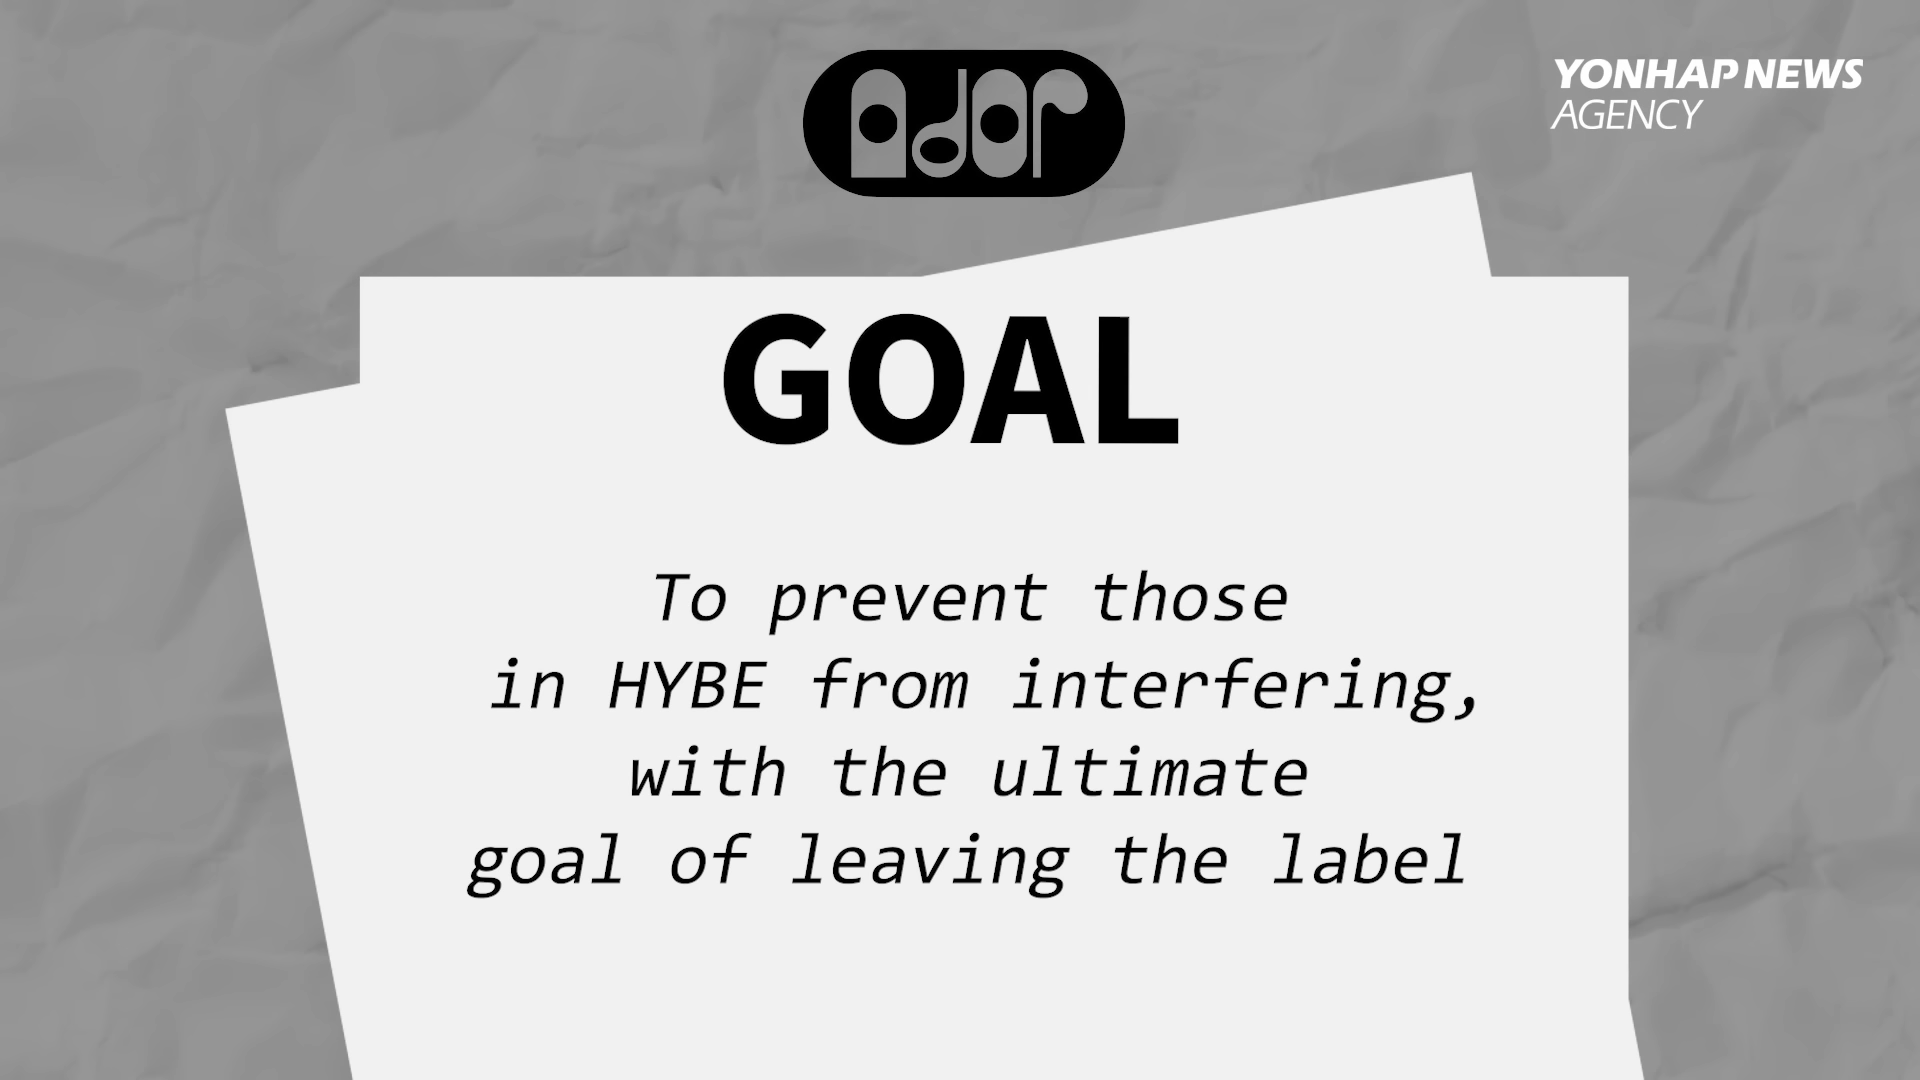 ador
YONHAP NEWS
AGENCY
GOAL
To prevent those
in HYBE from interfering,
with the ultimate
goal of leaving the label